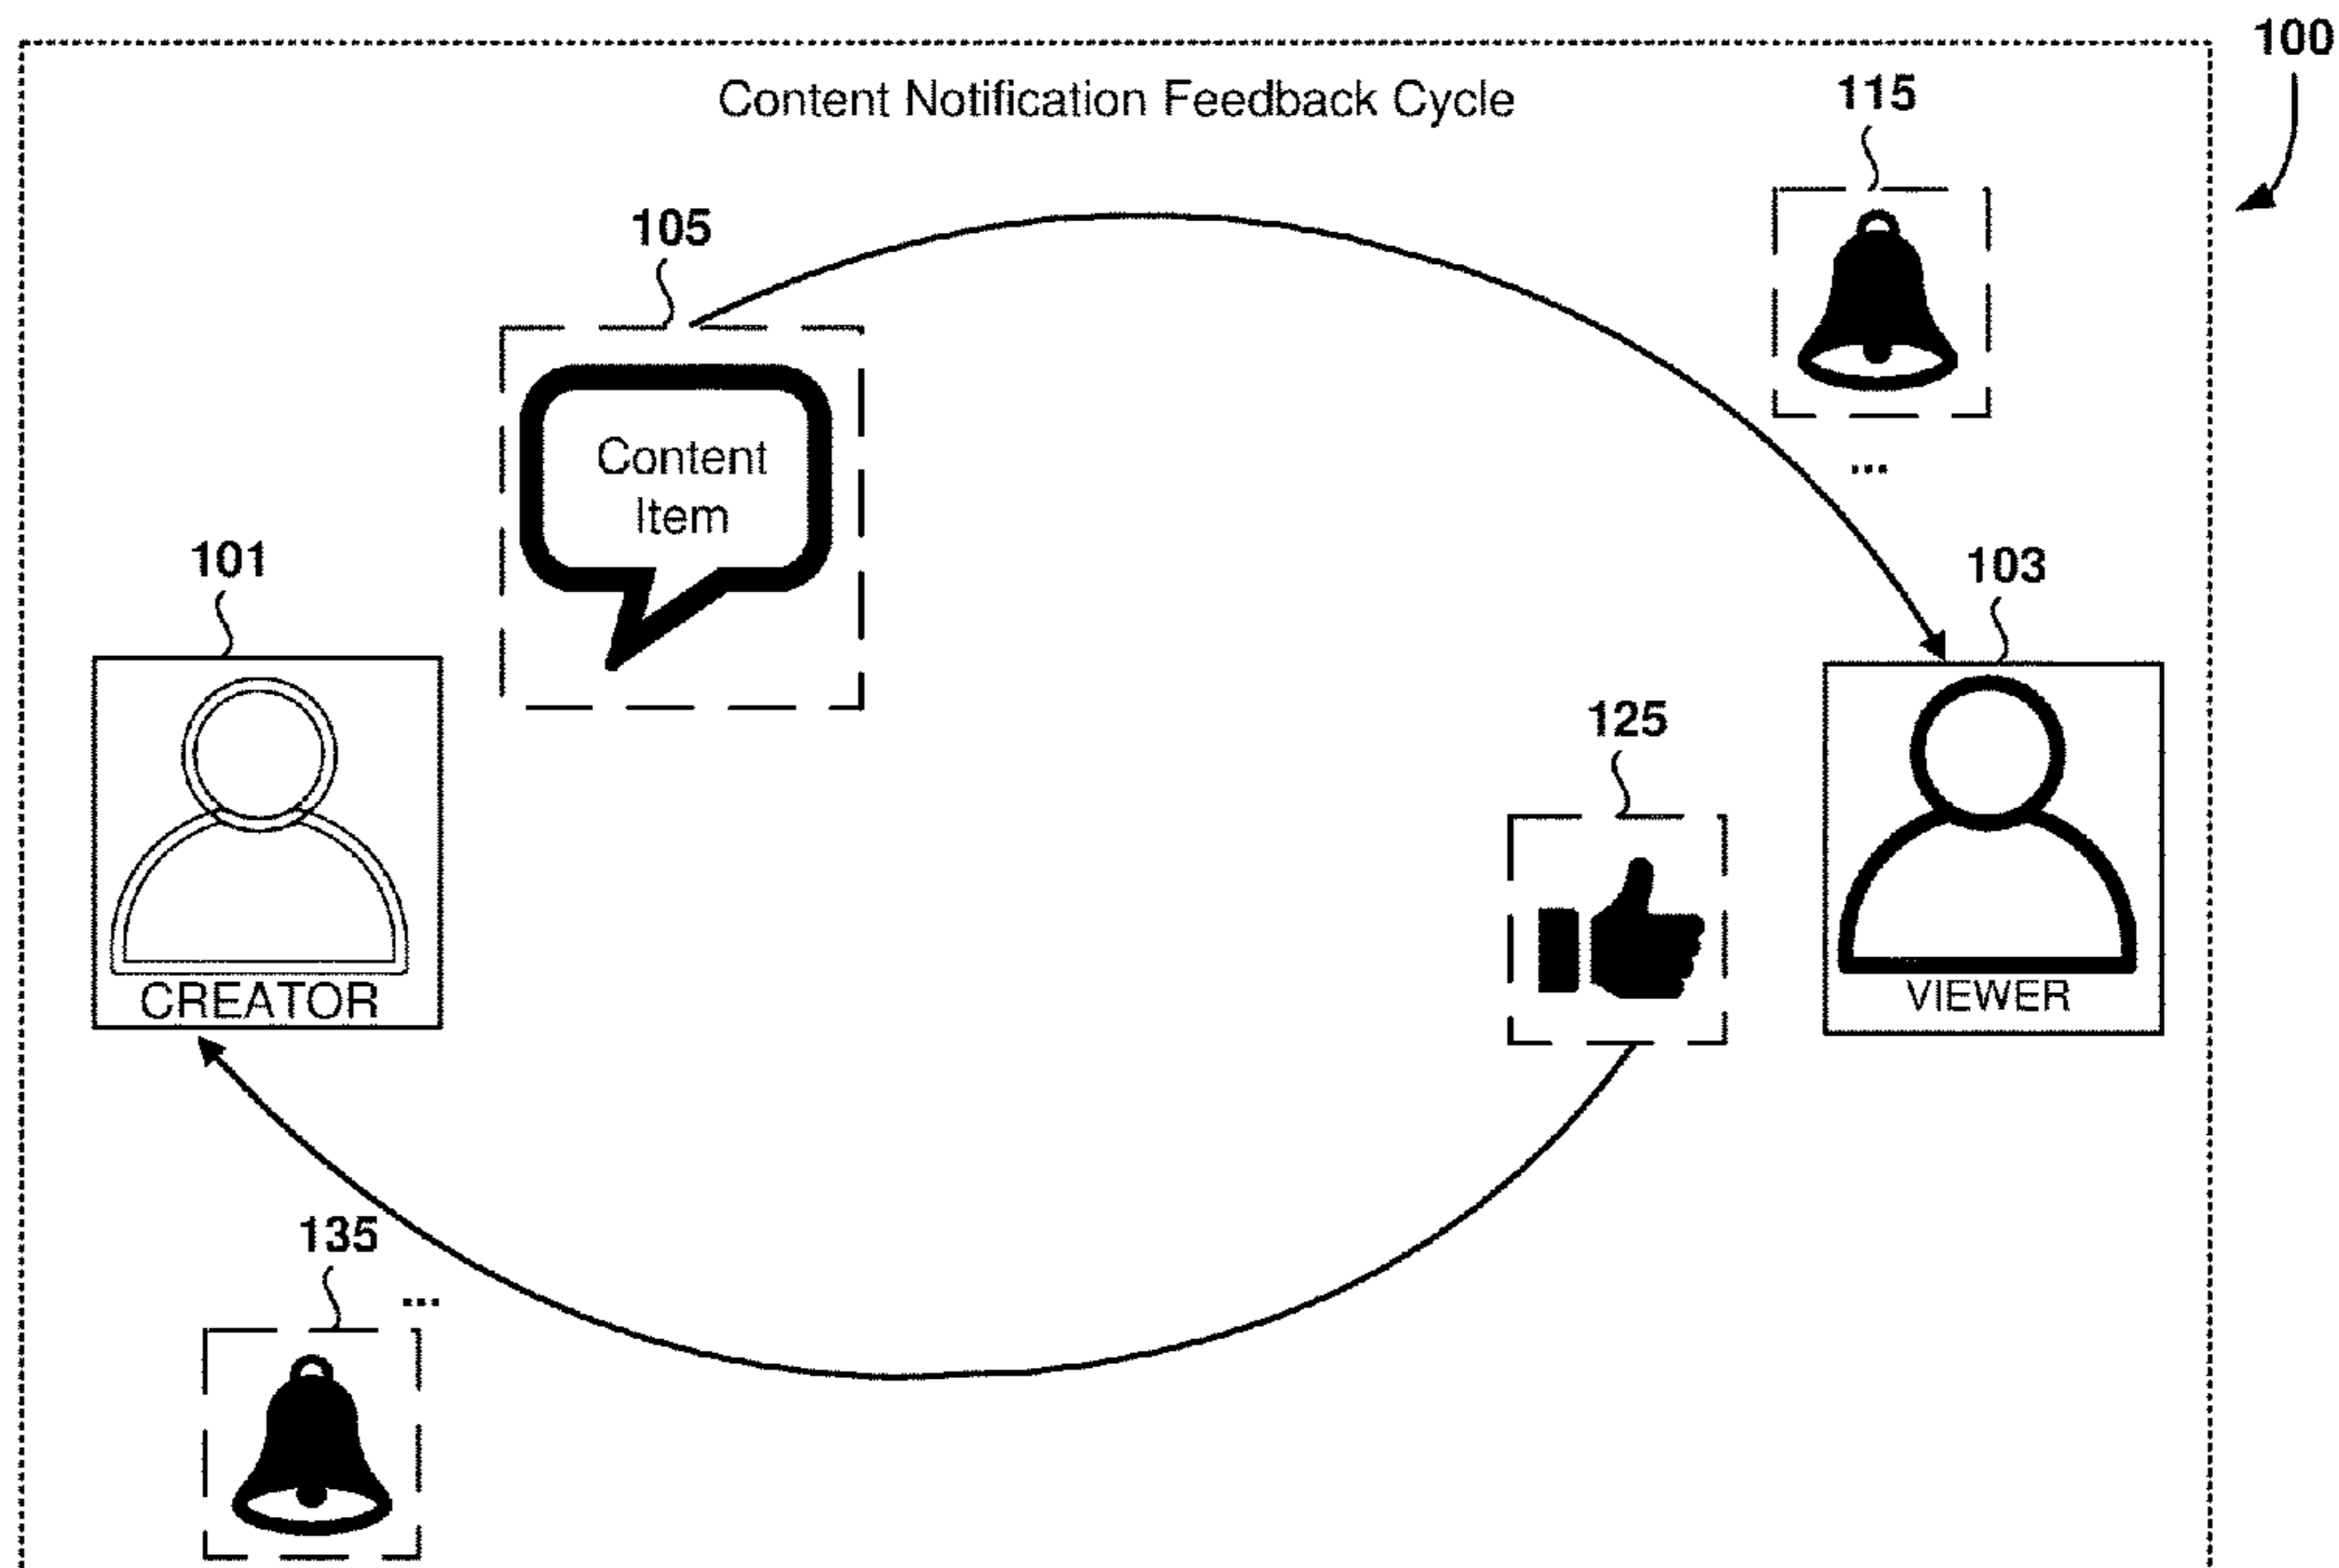 100
Content Notification Feedback Cycle
115
105
...
Content
Item
101
103
125
CREATOR
VIEWER
135
...